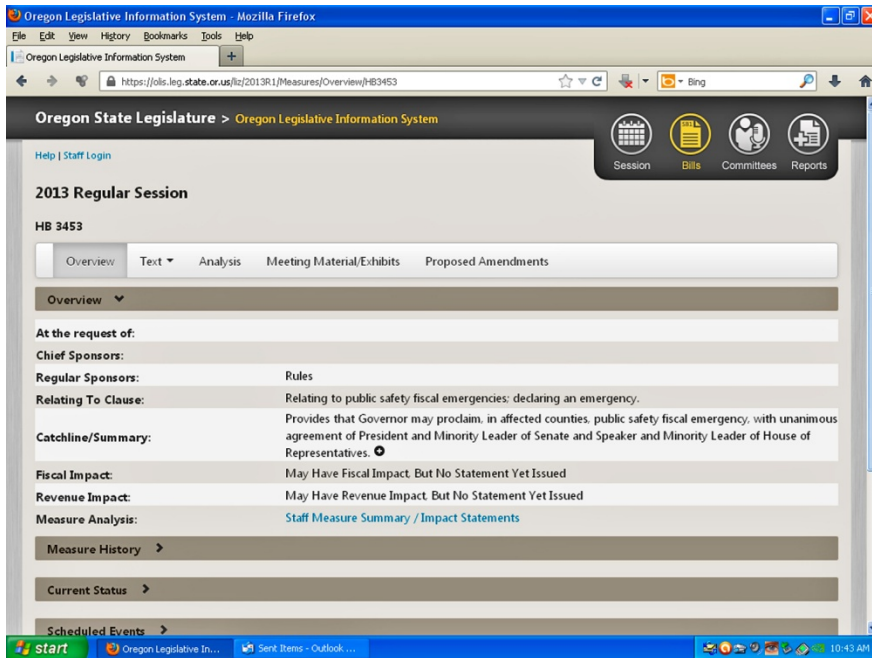 Oregon Legislative Information System - Mozilla Firefox
File Edit View History Bookmarks Tools Help
Oregon Legislative Information System +
https://olis.leg.state.or.us/liz/2013R1/Measures/Overview/HB3453 Bing
Oregon State Legislature > Oregon Legislative Information System
Session Bills Committees Reports
Help | Staff Login
2013 Regular Session
HB 3453
Overview Text Analysis Meeting Material/Exhibits Proposed Amendments
Overview
At the request of:
Chief Sponsors:
Regular Sponsors: Rules
Relating To Clause: Relating to public safety fiscal emergencies; declaring an emergency.
Catchline/Summary: Provides that Governor may proclaim, in affected counties, public safety fiscal emergency, with unanimous
agreement of President and Minority Leader of Senate and Speaker and Minority Leader of House of
Representatives.
Fiscal Impact: May Have Fiscal Impact, But No Statement Yet Issued
Revenue Impact: May Have Revenue Impact, But No Statement Yet Issued
Measure Analysis: Staff Measure Summary / Impact Statements
Measure History
Current Status
Scheduled Events
start Oregon Legislative In... Sent Items - Outlook ... 10:43 AM